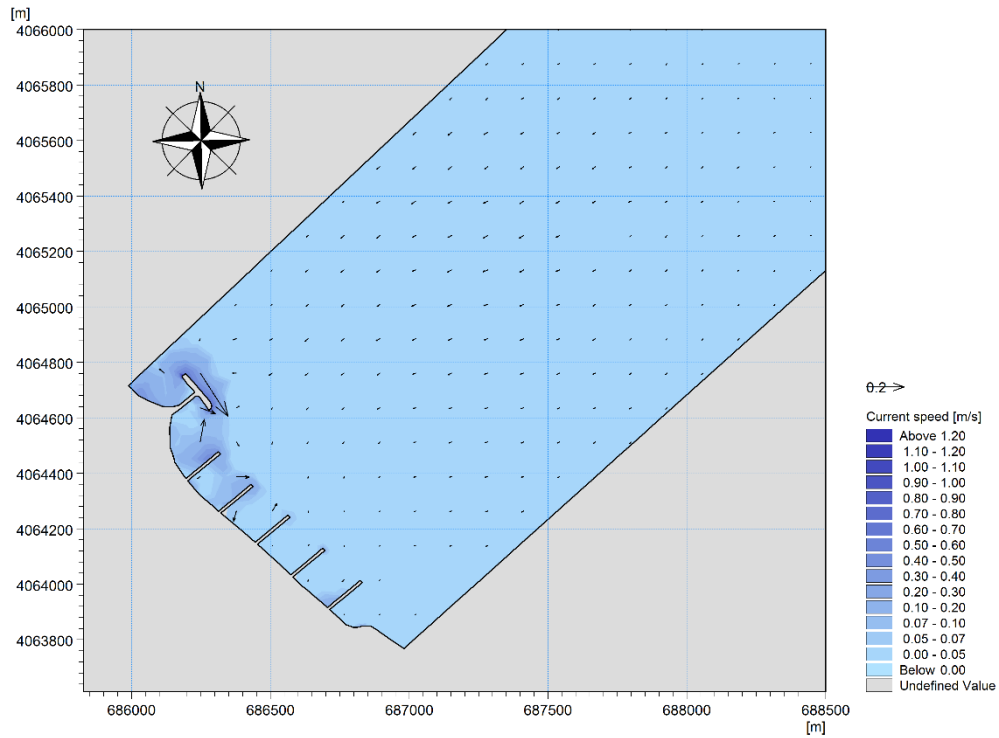 [m]
4066000
4065800
4065600
4065400
4065200
4065000
4064800
4064600
4064400
4064200
4064000
4063800
N
686000 686500 687000 687500 688000 688500
[m]
0.2
Current speed [m/s]
Above 1.20
1.10 - 1.20
1.00 - 1.10
0.90 - 1.00
0.80 - 0.90
0.70 - 0.80
0.60 - 0.70
0.50 - 0.60
0.40 - 0.50
0.30 - 0.40
0.20 - 0.30
0.10 - 0.20
0.07 - 0.10
0.05 - 0.07
0.00 - 0.05
Below 0.00
Undefined Value